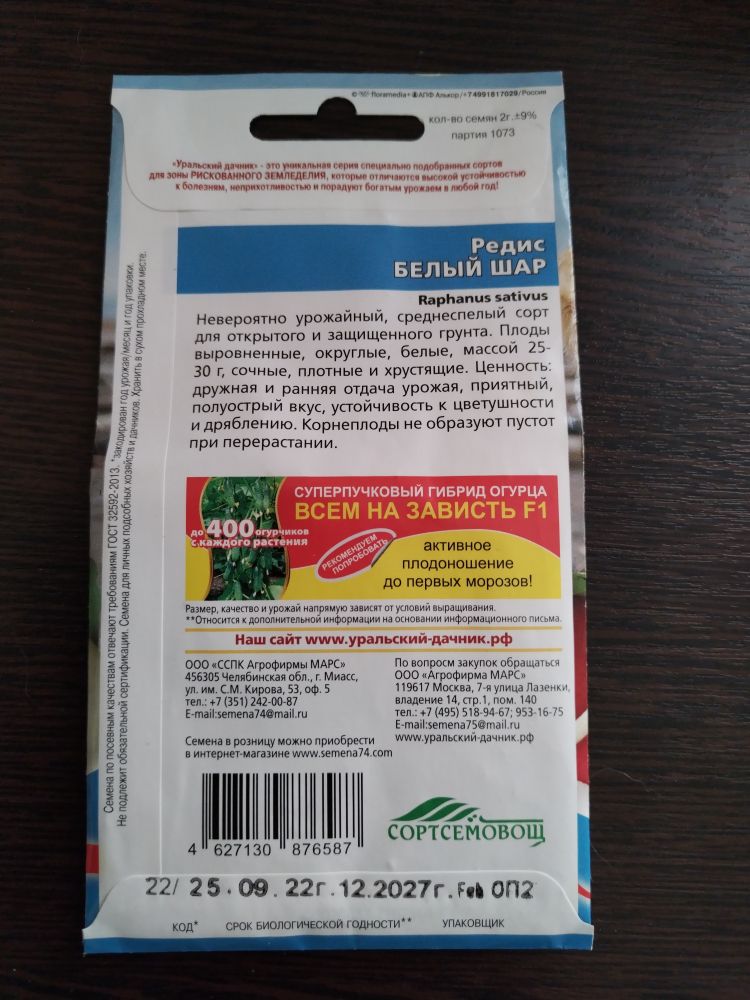 © floramedia+ АПФ Алькор/+74991817029/Россия
кол-во семян 2г.±9%
партия 1073
«Уральский дачник» - это уникальная серия специально подобранных сортов
для зоны РИСКОВАННОГО ЗЕМЛЕДЕЛИЯ, которые отличаются высокой устойчивостью
к болезням, неприхотливостью и порадуют богатым урожаем в любой год!
Редис
БЕЛЫЙ ШАР
Raphanus sativus
Невероятно урожайный, среднеспелый сорт
для открытого и защищенного грунта. Плоды
выровненные, округлые, белые, массой 25-
30 г, сочные, плотные и хрустящие. Ценность:
дружная и ранняя отдача урожая, приятный,
полуострый вкус, устойчивость к цветушности
и дряблению. Корнеплоды не образуют пустот
при перерастании.
СУПЕРПУЧКОВЫЙ ГИБРИД ОГУРЦА
ВСЕМ НА ЗАВИСТЬ F1
до 400 огурчиков
с каждого растения
РЕКОМЕНДУЕМ
ПОПРОБОВАТЬ
активное
плодоношение
до первых морозов!
Размер, качество и урожай напрямую зависят от условий выращивания.
**Относится к дополнительной информации на основании информационного письма.
Наш сайт www.уральский-дачник.рф
ООО «ССПК Агрофирмы МАРС»
456305 Челябинская обл., г. Миасс,
ул. им. С.М. Кирова, 53, оф. 5
тел.: +7 (351) 242-00-87
E-mail:semena74@mail.ru
Семена в розницу можно приобрести
в интернет-магазине www.semena74.com
По вопросм закупок обращаться
ООО «Агрофирма МАРС»
119617 Москва, 7-я улица Лазенки,
владение 14, стр.1, пом. 140
тел.: +7 (495) 518-94-67; 953-16-75
E-mail:semena75@mail.ru
www.уральский-дачник.рф
СОРТСЕМОВОЩ
4 627130 876587
22/ 25.09.22г.12.2027г. Feb ОП2
КОД* СРОК БИОЛОГИЧЕСКОЙ ГОДНОСТИ** УПАКОВЩИК
Семена по посевным качествам отвечают требованиям ГОСТ 32592-2013. *закодирован год урожая/месяц и год упаковки.
Не подлежит обязательной сертификации. Семена для личных подсобных хозяйств и дачников. Хранить в сухом прохладном месте.